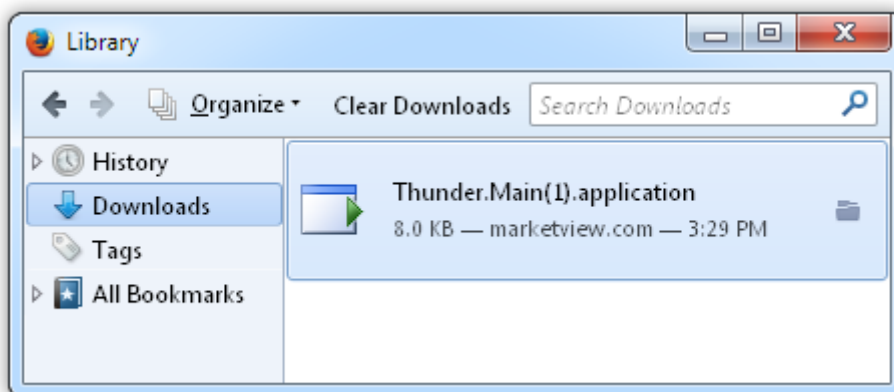 Library
Organize Clear Downloads Search Downloads
History
Downloads
Tags
All Bookmarks
Thunder.Main(1).application
8.0 KB — marketview.com — 3:29 PM